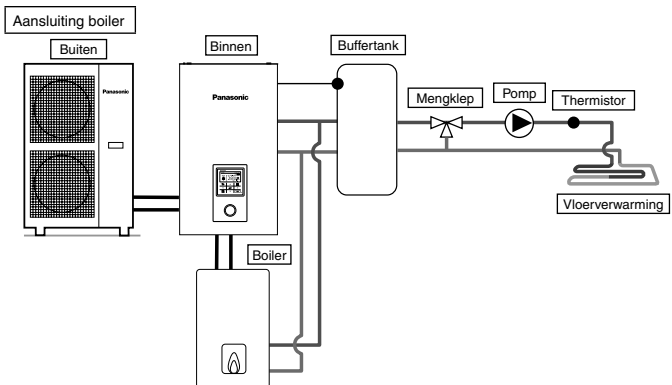 Aansluiting boiler
Buiten
Binnen
Buffertank
Panasonic
Panasonic
Mengklep
Pomp
Thermistor
Vloerverwarming
Boiler